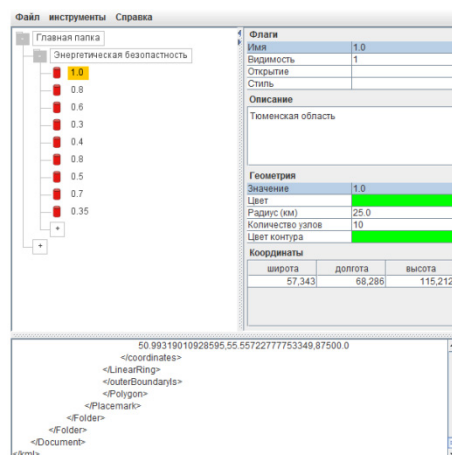 Файл инструменты Справка
Главная папка
Энергетическая безопастность
1.0
0.8
0.6
0.3
0.4
0.8
0.5
0.7
0.35
Флаги
Имя 1.0
Видимость 1
Открытие
Стиль
Описание
Тюменская область
Геометрия
Значение 1.0
Цвет
Радиус (км) 25.0
Количество узлов 10
Цвет контура
Координаты
широта долгота высота
57,343 68,286 115,212
50.99319010928595,55.55722777753349,87500.0
</coordinates>
</LinearRing>
</outerBoundaryIs>
</Polygon>
</Placemark>
</Folder>
</Folder>
</Document>
</kml>